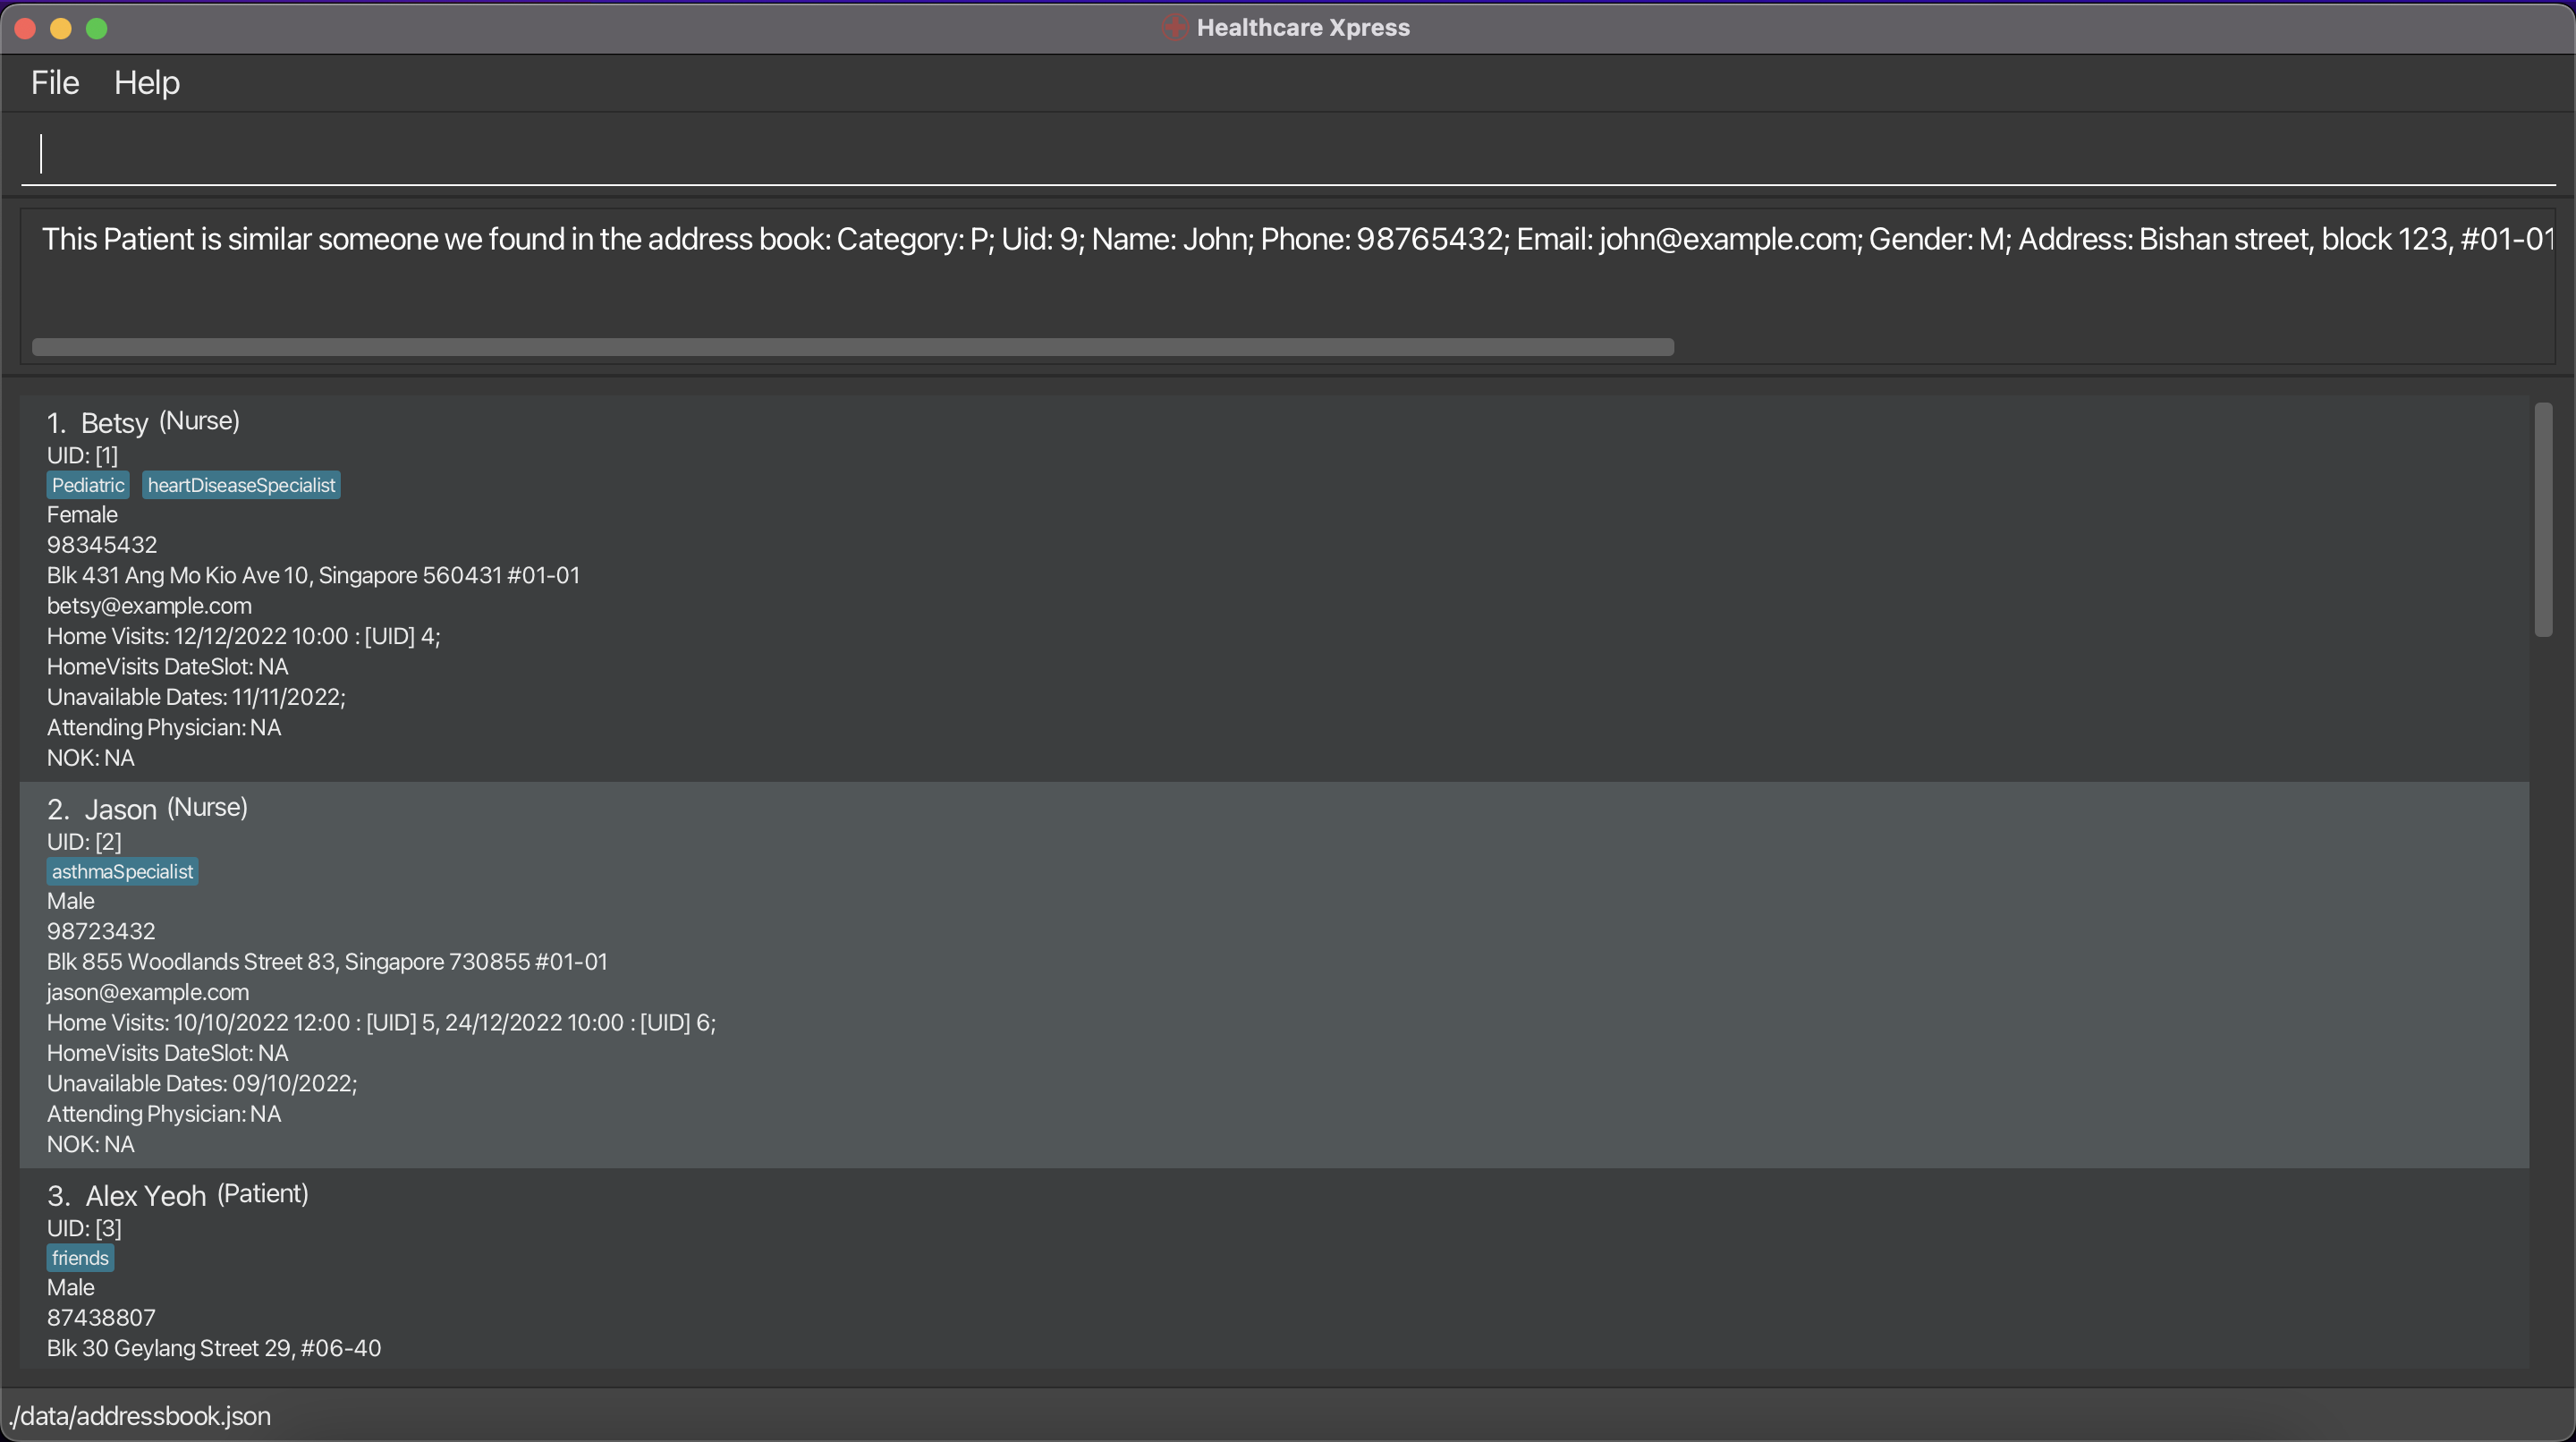 Healthcare Xpress
File Help
This Patient is similar someone we found in the address book: Category: P; Uid: 9; Name: John; Phone: 98765432; Email: john@example.com; Gender: M; Address: Bishan street, block 123, #01-01
1. Betsy (Nurse)
UID: [1]
Pediatric heartDiseaseSpecialist
Female
98345432
Blk 431 Ang Mo Kio Ave 10, Singapore 560431 #01-01
betsy@example.com
Home Visits: 12/12/2022 10:00 : [UID] 4;
HomeVisits DateSlot: NA
Unavailable Dates: 11/11/2022;
Attending Physician: NA
NOK: NA
2. Jason (Nurse)
UID: [2]
asthmaSpecialist
Male
98723432
Blk 855 Woodlands Street 83, Singapore 730855 #01-01
jason@example.com
Home Visits: 10/10/2022 12:00 : [UID] 5, 24/12/2022 10:00 : [UID] 6;
HomeVisits DateSlot: NA
Unavailable Dates: 09/10/2022;
Attending Physician: NA
NOK: NA
3. Alex Yeoh (Patient)
UID: [3]
friends
Male
87438807
Blk 30 Geylang Street 29, #06-40
./data/addressbook.json